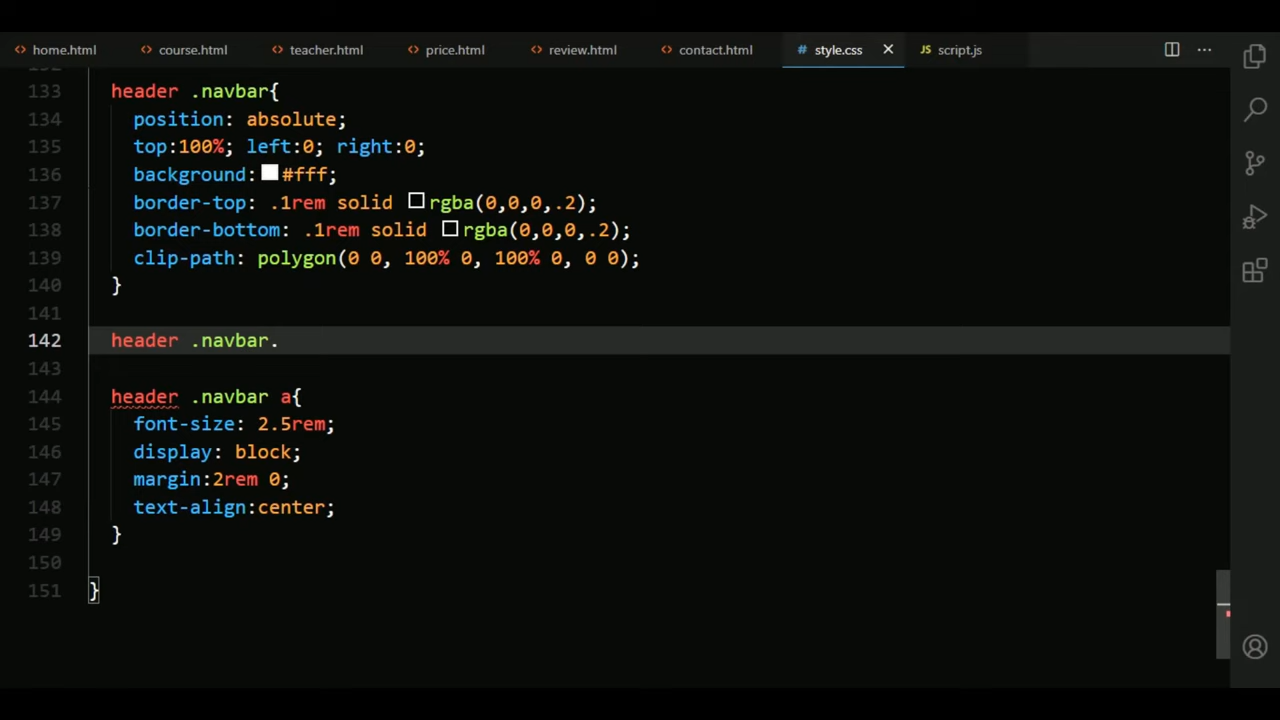 home.html course.html teacher.html price.html review.html contact.html # style.css JS script.js
133 header .navbar{
134 position: absolute;
135 top:100%; left:0; right:0;
136 background: #fff;
137 border-top: .1rem solid rgba(0,0,0,.2);
138 border-bottom: .1rem solid rgba(0,0,0,.2);
139 clip-path: polygon(0 0, 100% 0, 100% 0, 0 0);
140 }
141
142 header .navbar.
143
144 header .navbar a{
145 font-size: 2.5rem;
146 display: block;
147 margin:2rem 0;
148 text-align:center;
149 }
150
151 }